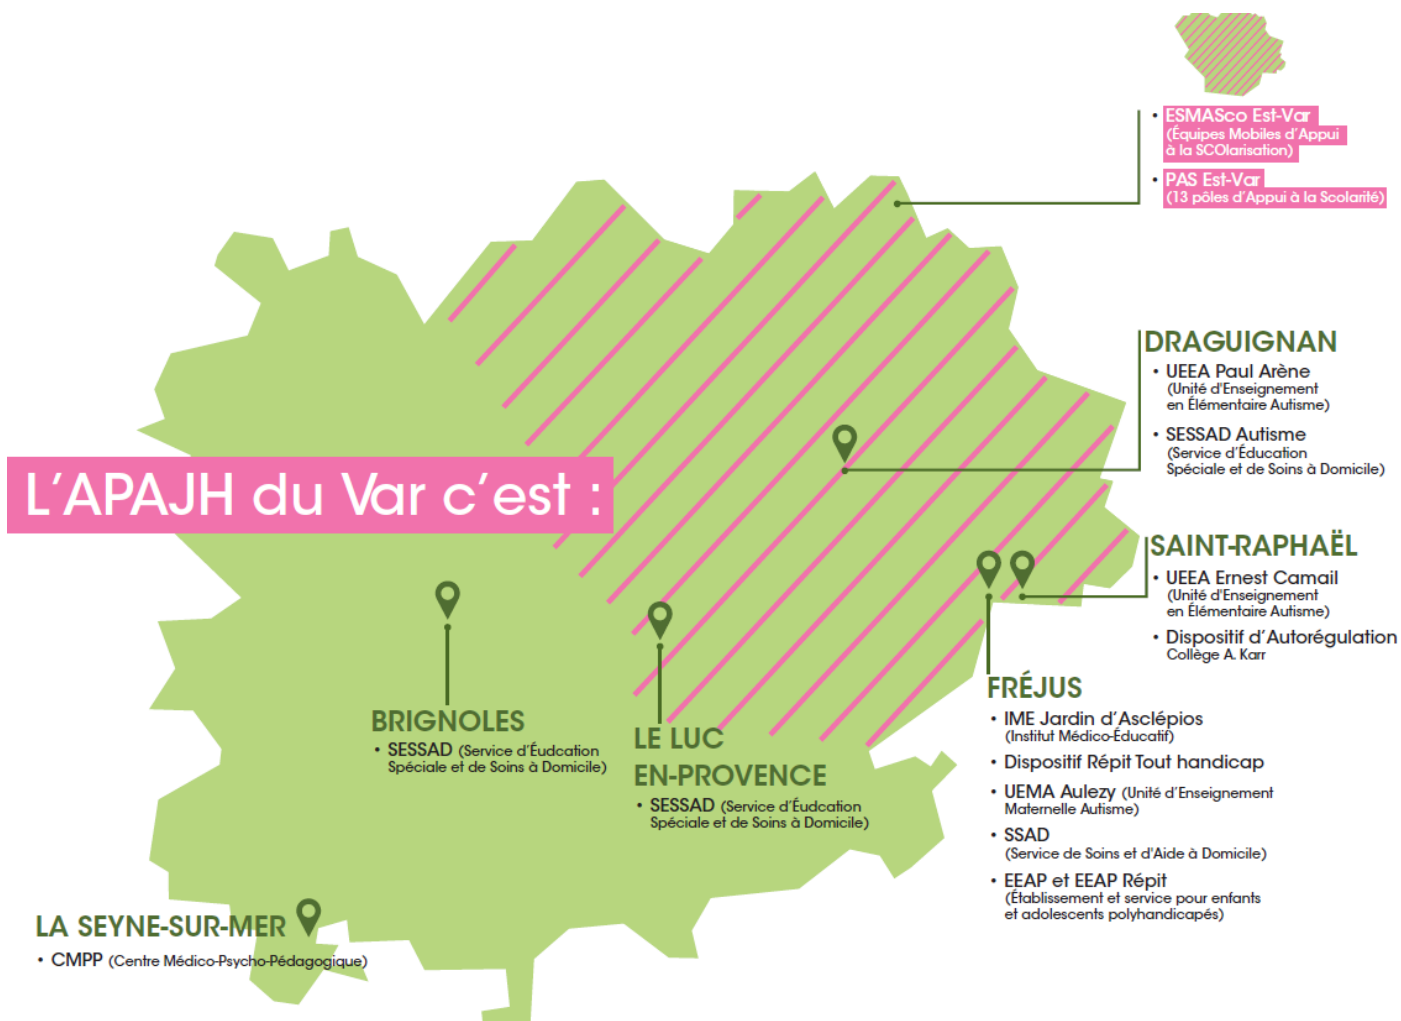 • ESMASco Est-Var
(Équipes Mobiles d'Appui
à la SCOlarisation)
• PAS Est-Var
(13 pôles d'Appui à la Scolarité)
DRAGUIGNAN
• UEEA Paul Arène
(Unité d'Enseignement
en Élémentaire Autisme)
• SESSAD Autisme
(Service d'Éducation
Spéciale et de Soins à Domicile)
L'APAJH du Var c'est :
SAINT-RAPHAËL
• UEEA Ernest Camail
(Unité d'Enseignement
en Élémentaire Autisme)
• Dispositif d'Autorégulation
Collège A. Karr
FRÉJUS
• IME Jardin d'Asclépios
(Institut Médico-Éducatif)
• Dispositif Répit Tout handicap
• UEMA Aulezy (Unité d'Enseignement
Maternelle Autisme)
• SSAD
(Service de Soins et d'Aide à Domicile)
• EEAP et EEAP Répit
(Établissement et service pour enfants
et adolescents polyhandicapés)
BRIGNOLES
• SESSAD (Service d'Éudcation
Spéciale et de Soins à Domicile)
LE LUC
EN-PROVENCE
• SESSAD (Service d'Éudcation
Spéciale et de Soins à Domicile)
LA SEYNE-SUR-MER
• CMPP (Centre Médico-Psycho-Pédagogique)